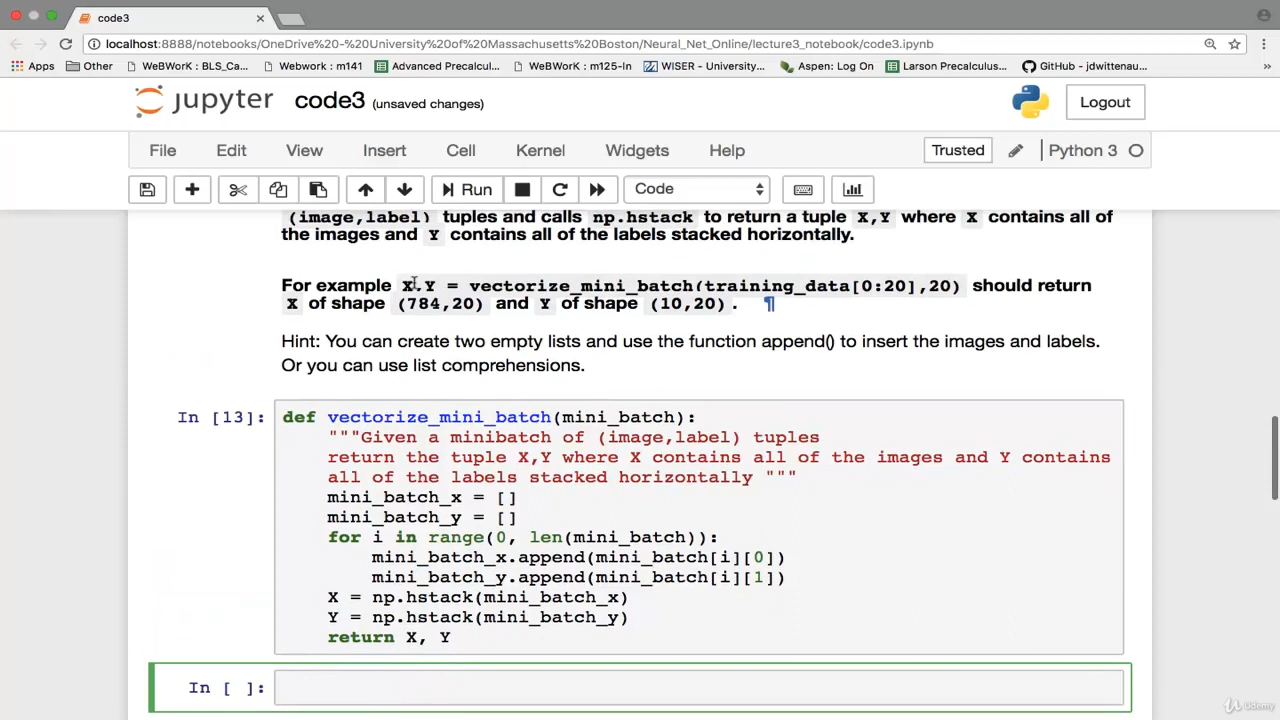 code3
localhost:8888/notebooks/OneDrive%20-%20University%20of%20Massachusetts%20Boston/Neural_Net_Online/lecture3_notebook/code3.ipynb
Apps Other WeBWorK : BLS_Ca... Webwork : m141 Advanced Precalcul... WeBWorK : m125-In WISER - University... Aspen: Log On Larson Precalculus... GitHub - jdwittenau... »
jupyter code3 (unsaved changes) Logout
File Edit View Insert Cell Kernel Widgets Help Trusted Python 3
Run Code
(image,label) tuples and calls np.hstack to return a tuple X,Y where X contains all of
the images and Y contains all of the labels stacked horizontally.
For example X,Y = vectorize_mini_batch(training_data[0:20],20) should return
X of shape (784,20) and Y of shape (10,20). ¶
Hint: You can create two empty lists and use the function append() to insert the images and labels.
Or you can use list comprehensions.
In [13]: def vectorize_mini_batch(mini_batch):
"""Given a minibatch of (image,label) tuples
return the tuple X,Y where X contains all of the images and Y contains
all of the labels stacked horizontally """
mini_batch_x = []
mini_batch_y = []
for i in range(0, len(mini_batch)):
mini_batch_x.append(mini_batch[i][0])
mini_batch_y.append(mini_batch[i][1])
X = np.hstack(mini_batch_x)
Y = np.hstack(mini_batch_y)
return X, Y
In [ ]:
Udemy